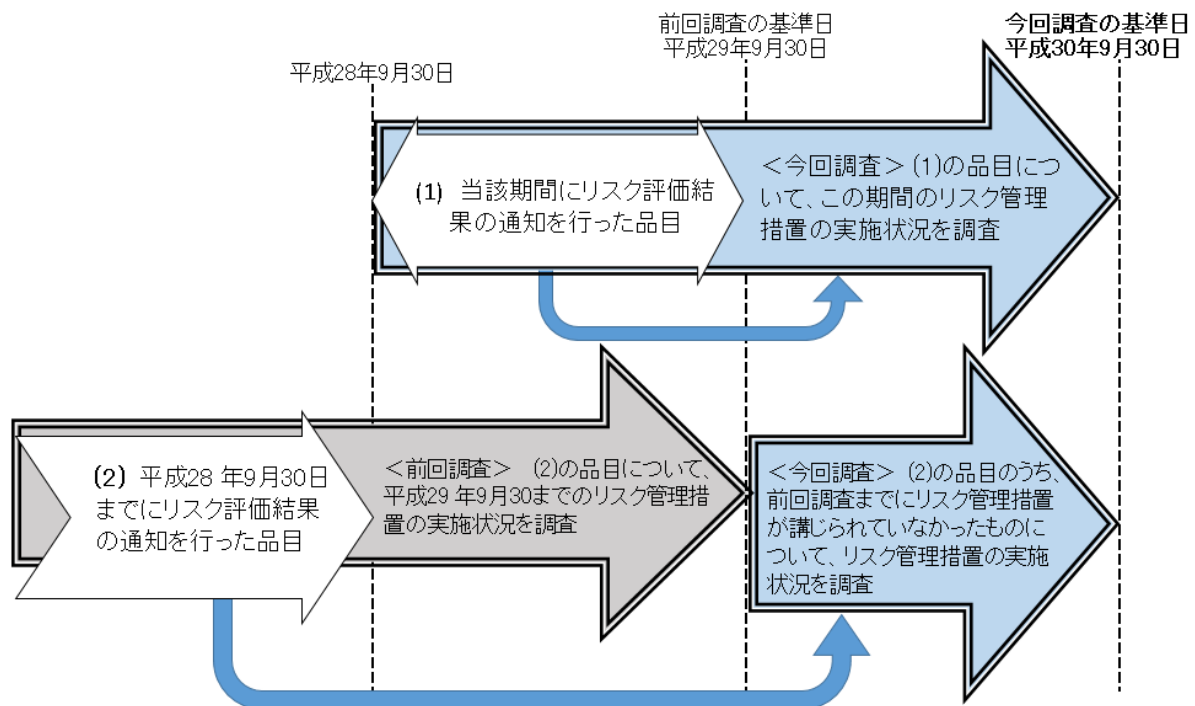 前回調査の基準日
平成29年9月30日
今回調査の基準日
平成30年9月30日
平成28年9月30日
(1) 当該期間にリスク評価結
果の通知を行った品目
＜今回調査＞ (1)の品目につ
いて、この期間のリスク管理
措置の実施状況を調査
(2) 平成28 年9月30日
までにリスク評価結果
の通知を行った品目
＜前回調査＞ (2)の品目について、
平成29 年9月30までのリスク管理措
置の実施状況を調査
＜今回調査＞ (2)の品目のうち、
前回調査までにリスク管理措置
が講じられていなかったものに
ついて、リスク管理措置の実施
状況を調査